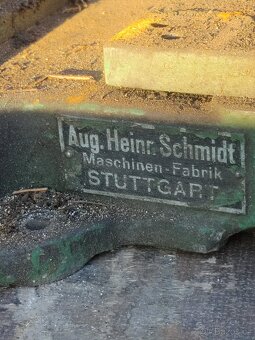 Aug. Heinr. Schmidt
Maschinen-Fabrik
STUTTGART